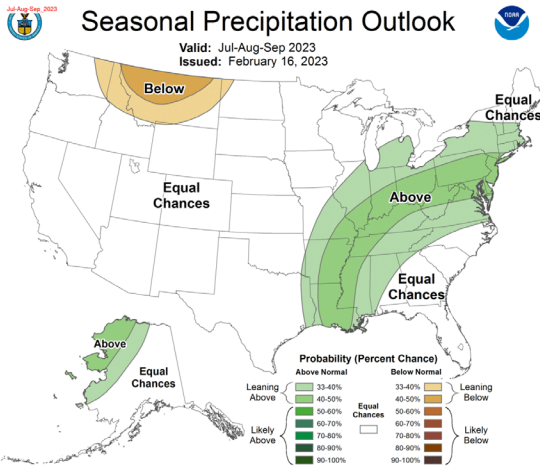 Jul-Aug-Sep_2023
Seasonal Precipitation Outlook
NOAA
Valid: Jul-Aug-Sep 2023
Issued: February 16, 2023
Below
Equal
Chances
Equal
Chances
Above
Equal
Chances
Above
Equal
Chances
Probability (Percent Chance)
Above Normal
Below Normal
Leaning
Above
33-40%
40-50%
Likely
Above
50-60%
60-70%
70-80%
80-90%
90-100%
Equal
Chances
33-40%
40-50%
Leaning
Below
50-60%
60-70%
70-80%
80-90%
90-100%
Likely
Below